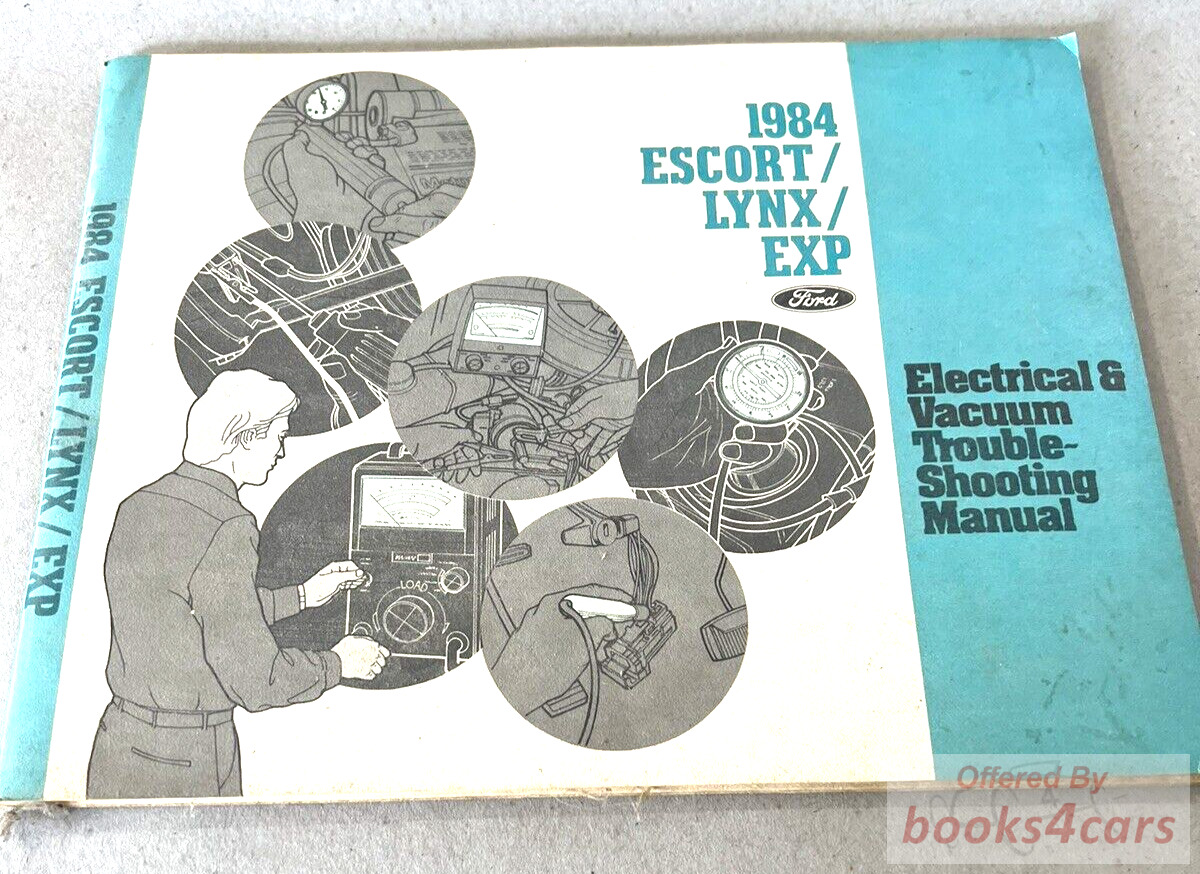 1984
ESCORT /
LYNX /
EXP
Ford
Electrical &
Vacuum
Trouble-
Shooting
Manual
1984 ESCORT / LYNX / EXP
LOAD
Offered By
books4cars